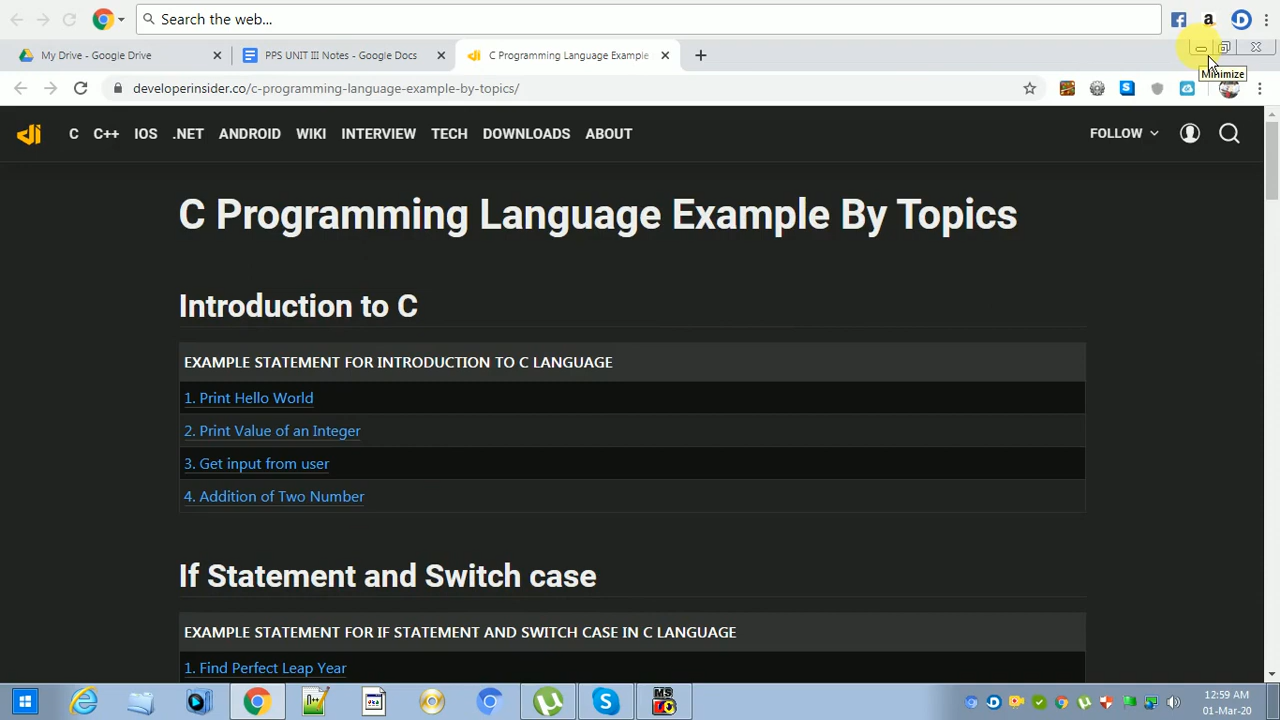 Search the web...
My Drive - Google Drive
PPS UNIT III Notes - Google Docs
C Programming Language Example
Minimize
developerinsider.co/c-programming-language-example-by-topics/
C C++ IOS .NET ANDROID WIKI INTERVIEW TECH DOWNLOADS ABOUT FOLLOW
C Programming Language Example By Topics
Introduction to C
EXAMPLE STATEMENT FOR INTRODUCTION TO C LANGUAGE
1. Print Hello World
2. Print Value of an Integer
3. Get input from user
4. Addition of Two Number
If Statement and Switch case
EXAMPLE STATEMENT FOR IF STATEMENT AND SWITCH CASE IN C LANGUAGE
1. Find Perfect Leap Year
12:59 AM
01-Mar-20